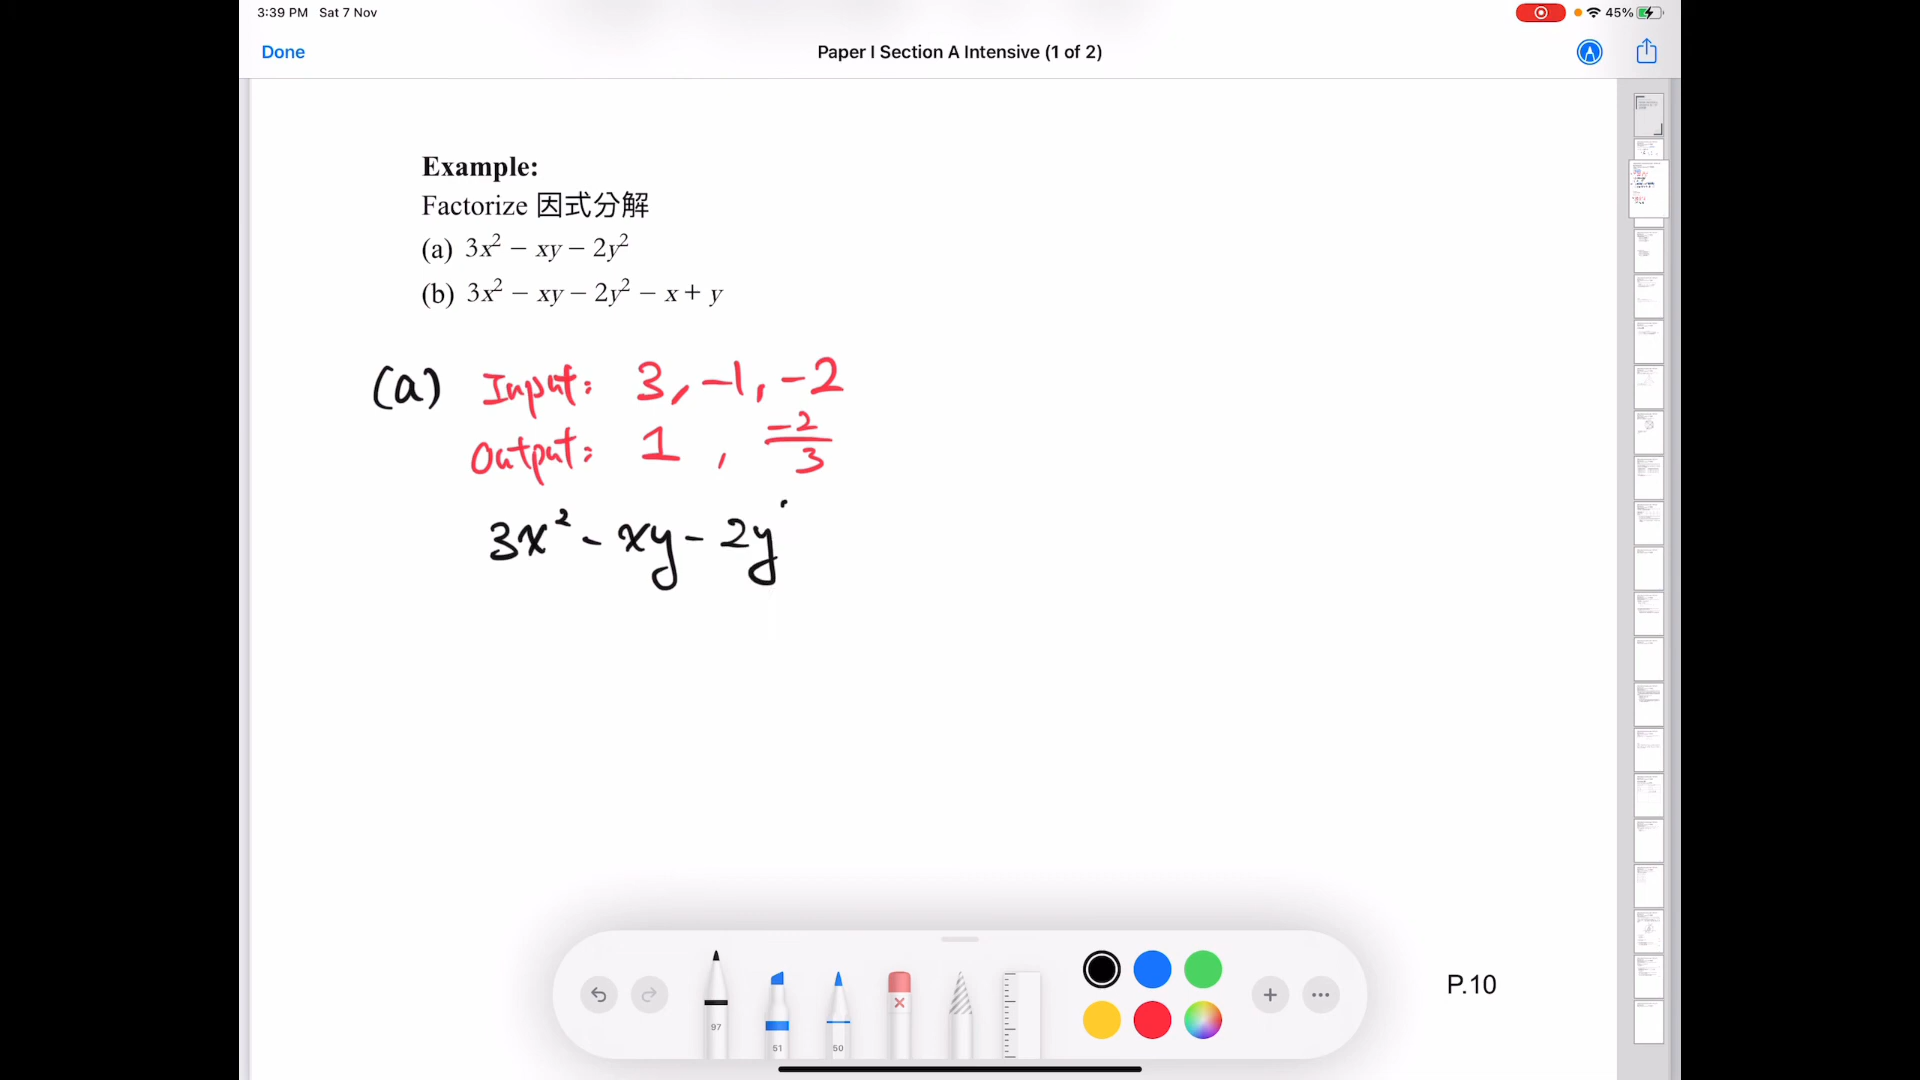 3:39 PM Sat 7 Nov
45%
Done
Paper I Section A Intensive (1 of 2)
Example:
Factorize 因式分解
(a) 3x² − xy − 2y²
(b) 3x² − xy − 2y² − x + y
(a) Input: 3, -1, -2
Output: 1, -2/3
3x² - xy - 2y
97
51
50
P.10